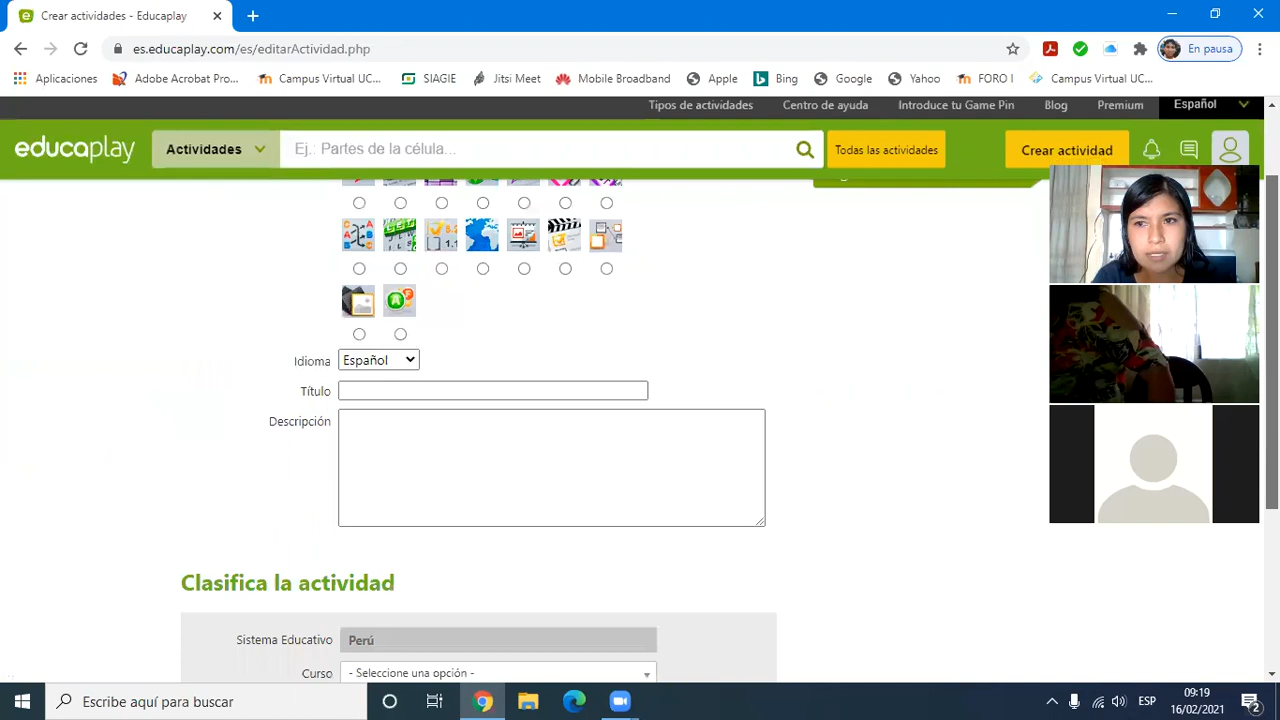 Crear actividades - Educaplay
es.educaplay.com/es/editarActividad.php
En pausa
Aplicaciones
Adobe Acrobat Pro...
Campus Virtual UC...
SIAGIE
Jitsi Meet
Mobile Broadband
Apple
Bing
Google
Yahoo
FORO I
Campus Virtual UC...
Tipos de actividades
Centro de ayuda
Introduce tu Game Pin
Blog
Premium
Español
educaplay
Actividades
Ej.: Partes de la célula...
Todas las actividades
Crear actividad
Idioma
Español
Título
Descripción
Clasifica la actividad
Sistema Educativo
Perú
Curso
- Seleccione una opción -
Escribe aquí para buscar
ESP
09:19
16/02/2021
2